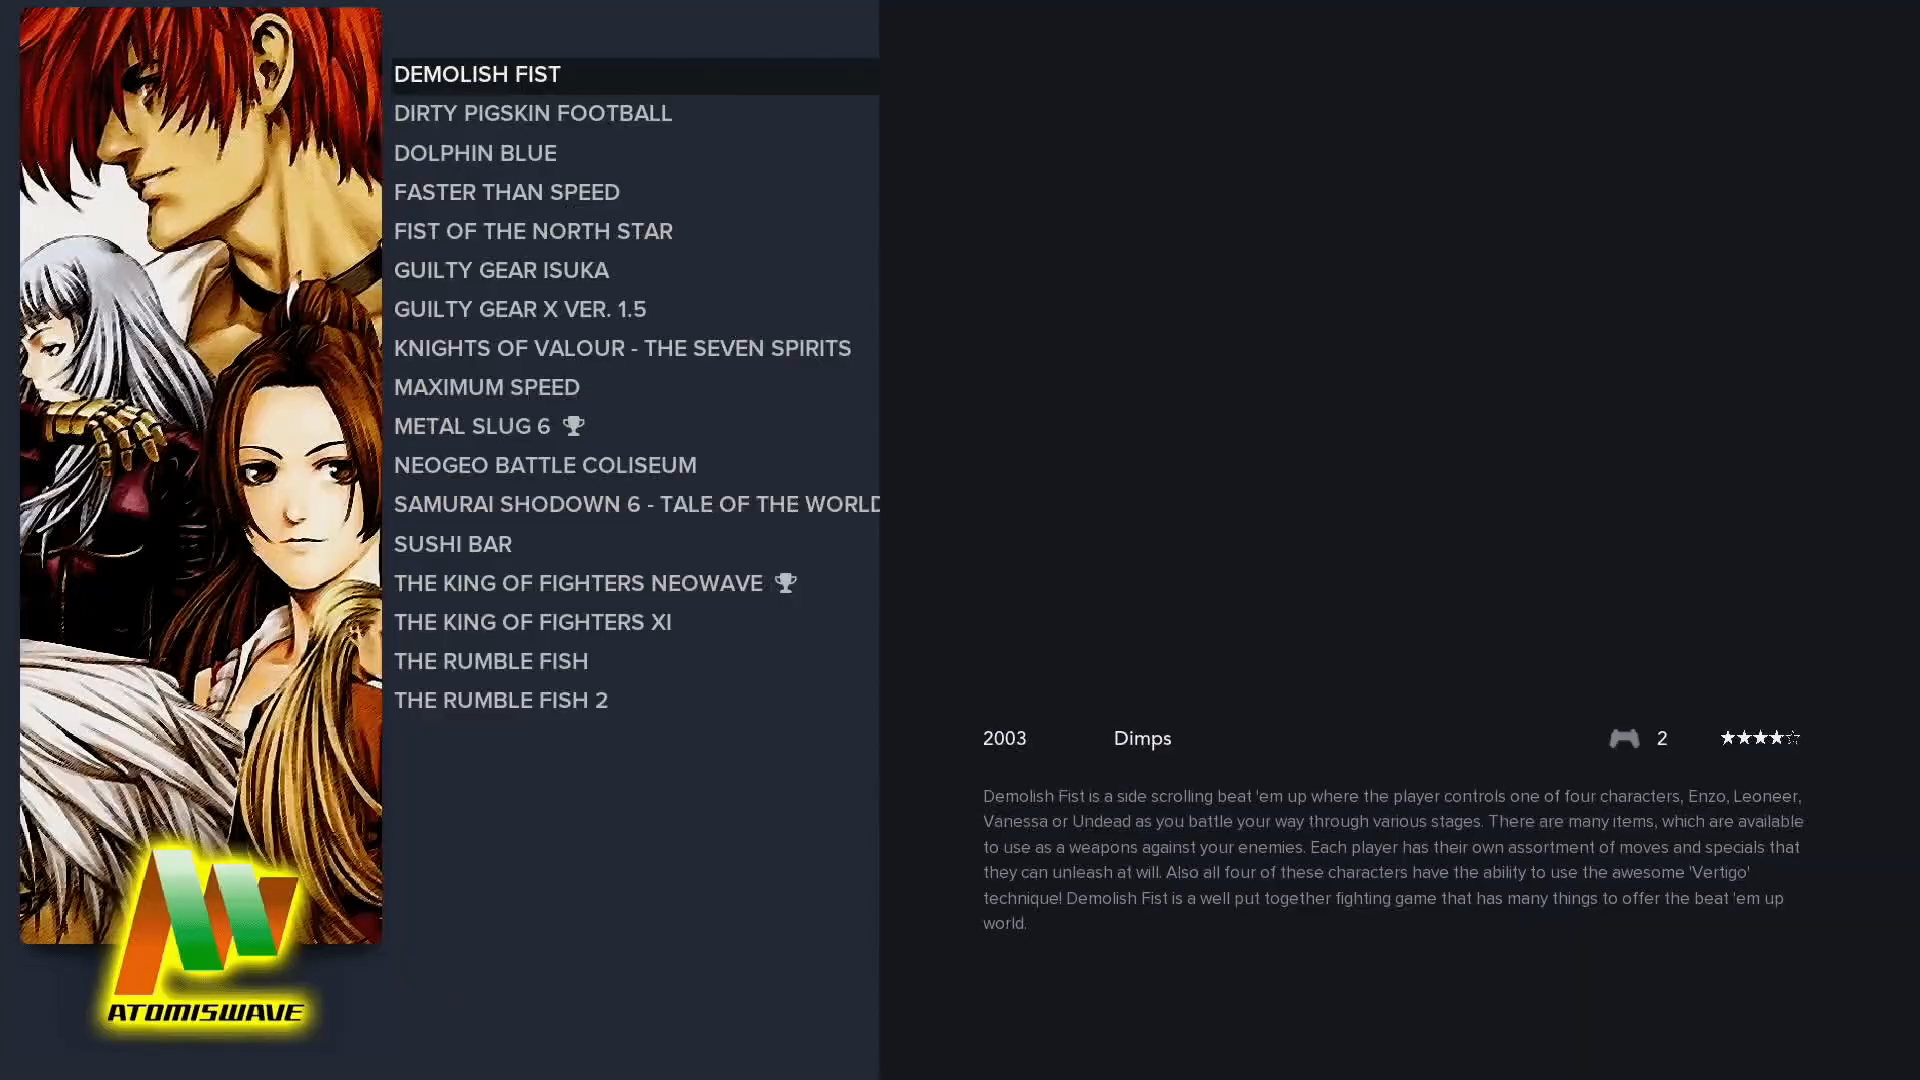 DEMOLISH FIST
DIRTY PIGSKIN FOOTBALL
DOLPHIN BLUE
FASTER THAN SPEED
FIST OF THE NORTH STAR
GUILTY GEAR ISUKA
GUILTY GEAR X VER. 1.5
KNIGHTS OF VALOUR - THE SEVEN SPIRITS
MAXIMUM SPEED
METAL SLUG 6
NEOGEO BATTLE COLISEUM
SAMURAI SHODOWN 6 - TALE OF THE WORLD
SUSHI BAR
THE KING OF FIGHTERS NEOWAVE
THE KING OF FIGHTERS XI
THE RUMBLE FISH
THE RUMBLE FISH 2
ATOMISWAVE
2003 Dimps 2
Demolish Fist is a side scrolling beat 'em up where the player controls one of four characters, Enzo, Leoneer,
Vanessa or Undead as you battle your way through various stages. There are many items, which are available
to use as a weapons against your enemies. Each player has their own assortment of moves and specials that
they can unleash at will. Also all four of these characters have the ability to use the awesome 'Vertigo'
technique! Demolish Fist is a well put together fighting game that has many things to offer the beat 'em up
world.